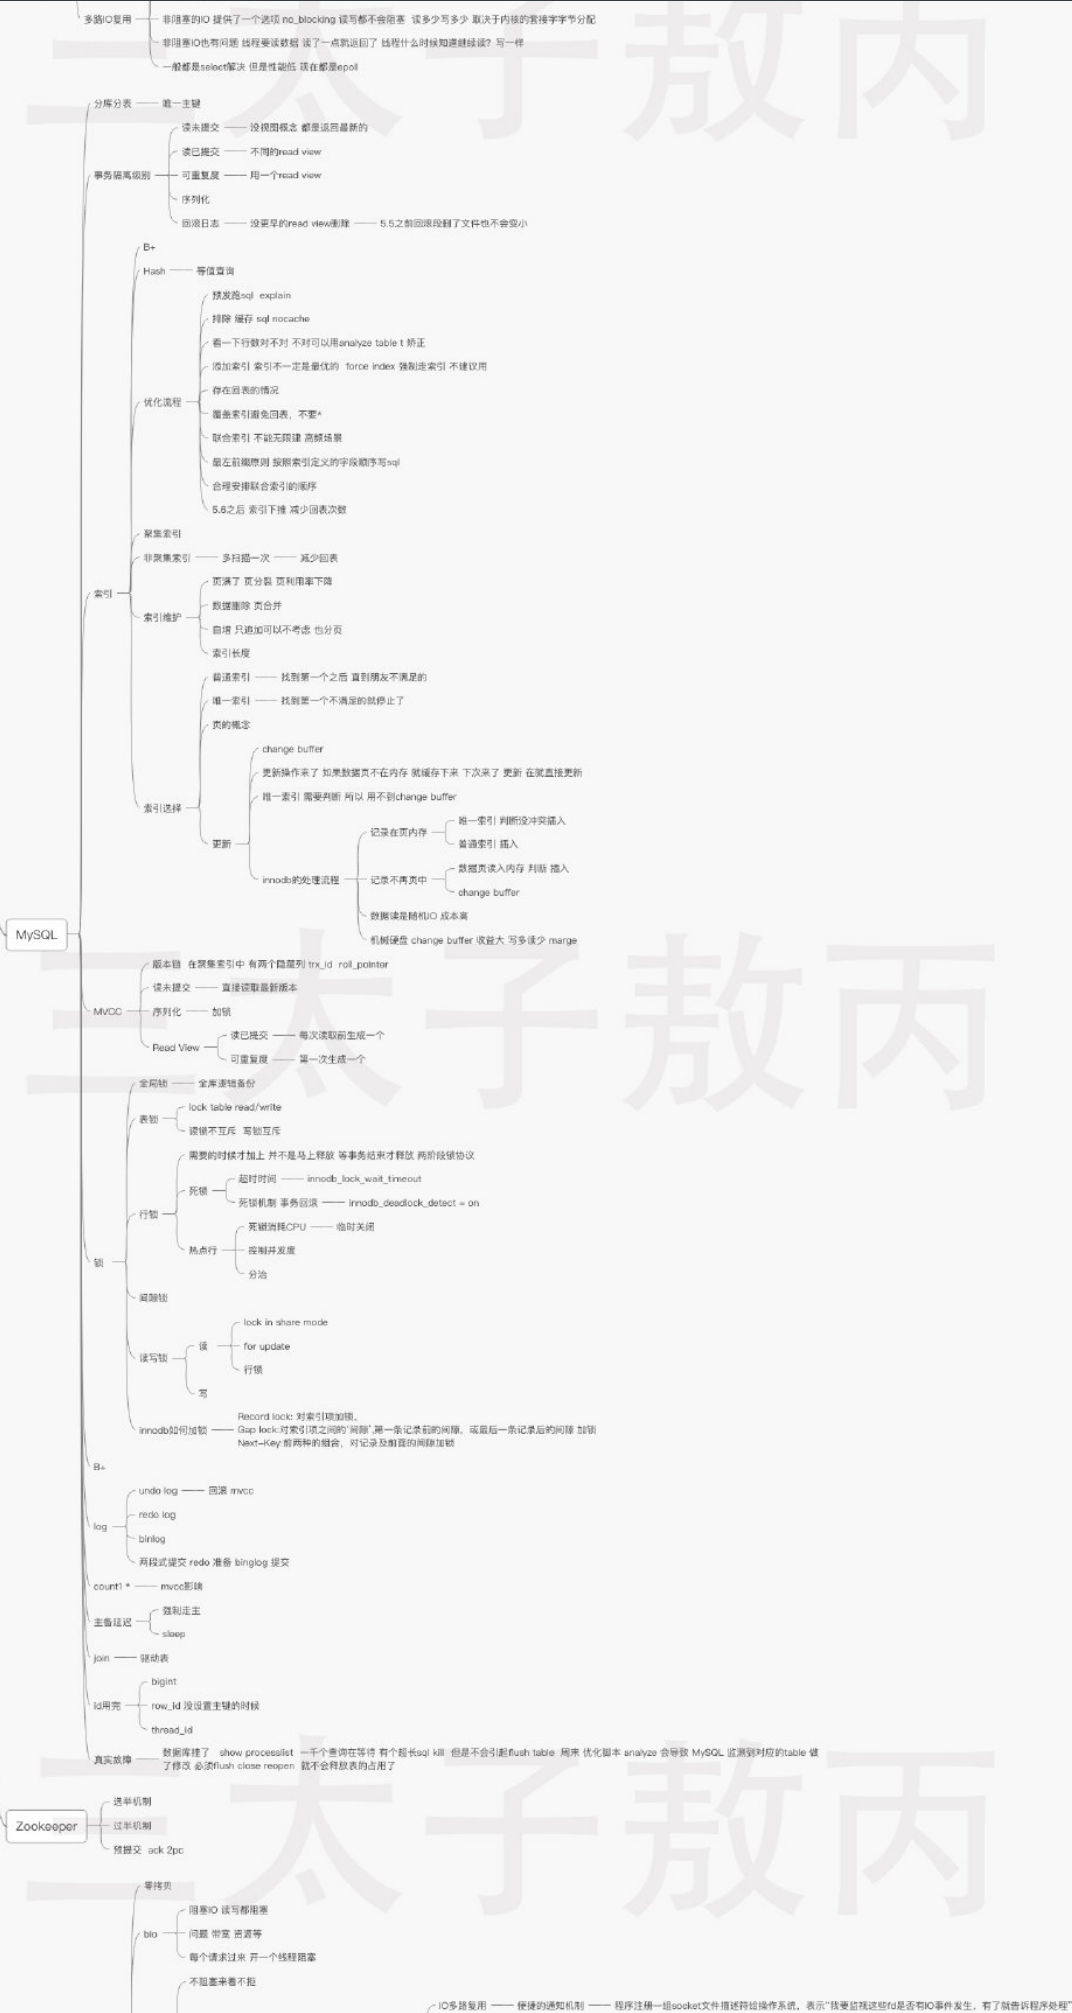 多路IO复用
非阻塞的IO 提供了一个选项 no_blocking 读写都不会阻塞 读多少写多少 取决于内核的套接字字节分配
非阻塞IO也有问题 线程要读数据 读了一点就返回了 线程什么时候知道继续读？写一样
一般都是select解决 但是性能低 现在都是epoll
分库分表
唯一主键
事务隔离级别
读未提交
没视图概念 都是返回最新的
读已提交
不同的read view
可重复度
用一个read view
序列化
回滚日志
没更早的read view删除
5.5之前回滚段删了文件也不会变小
索引
B+
Hash
等值查询
优化流程
预发跑sql explain
排除 缓存 sql nocache
看一下行数对不对 不对可以用analyze table t 矫正
添加索引 索引不一定是最优的 force index 强制走索引 不建议用
存在回表的情况
覆盖索引避免回表，不要*
联合索引 不能无限建 高频场景
最左前缀原则 按照索引定义的字段顺序写sql
合理安排联合索引的顺序
5.6之后 索引下推 减少回表次数
聚集索引
非聚集索引
多扫描一次
减少回表
索引维护
页满了 页分裂 页利用率下降
数据删除 页合并
自增 只追加可以不考虑 也分页
索引长度
索引选择
普通索引
找到第一个之后 直到朋友不满足的
唯一索引
找到第一个不满足的就停止了
页的概念
更新
change buffer
更新操作来了 如果数据页不在内存 就缓存下来 下次来了 更新 在就直接更新
唯一索引 需要判断 所以 用不到change buffer
innodb的处理流程
记录在页内存
唯一索引 判断没冲突插入
普通索引 插入
记录不再页中
数据页读入内存 判断 插入
change buffer
数据读是随机IO 成本高
机械硬盘 change buffer 收益大 写多读少 marge
MySQL
MVCC
版本链 在聚集索引中 有两个隐藏列 trx_id roll_pointer
读未提交
直接读取最新版本
序列化
加锁
Read View
读已提交
每次读取前生成一个
可重复度
第一次生成一个
锁
全局锁
全库逻辑备份
表锁
lock table read/write
读锁不互斥 写锁互斥
行锁
需要的时候才加上 并不是马上释放 等事务结束才释放 两阶段锁协议
死锁
超时时间
innodb_lock_wait_timeout
死锁机制 事务回滚
innodb_deadlock_detect = on
热点行
死锁消耗CPU
临时关闭
控制并发度
分治
间隙锁
读写锁
读
lock in share mode
for update
行锁
写
innodb如何加锁
Record lock: 对索引项加锁。
Gap lock:对索引项之间的‘间隙’,第一条记录前的间隙，或最后一条记录后的间隙 加锁
Next-Key:前两种的组合，对记录及前面的间隙加锁
B+
log
undo log
回滚 mvcc
redo log
binlog
两段式提交 redo 准备 binglog 提交
count1 *
mvcc影响
主备延迟
强制走主
sleep
join
驱动表
id用完
bigint
row_id 没设置主键的时候
thread_id
真实故障
数据库挂了 show processlist 一千个查询在等待 有个超长sql kill 但是不会引起flush table 周末 优化脚本 analyze 会导致 MySQL 监测到对应的table 做
了修改 必须flush close reopen 就不会释放表的占用了
Zookeeper
选举机制
过半机制
预提交 ack 2pc
零拷贝
bio
阻塞IO 读写都阻塞
问题 带宽 资源等
每个请求过来 开一个线程阻塞
不阻塞来着不拒
IO多路复用
便捷的通知机制
程序注册一组socket文件描述符给操作系统，表示“我要监视这些fd是否有IO事件发生，有了就告诉程序处理”
三太子敖丙
三太子敖丙
三太子敖丙